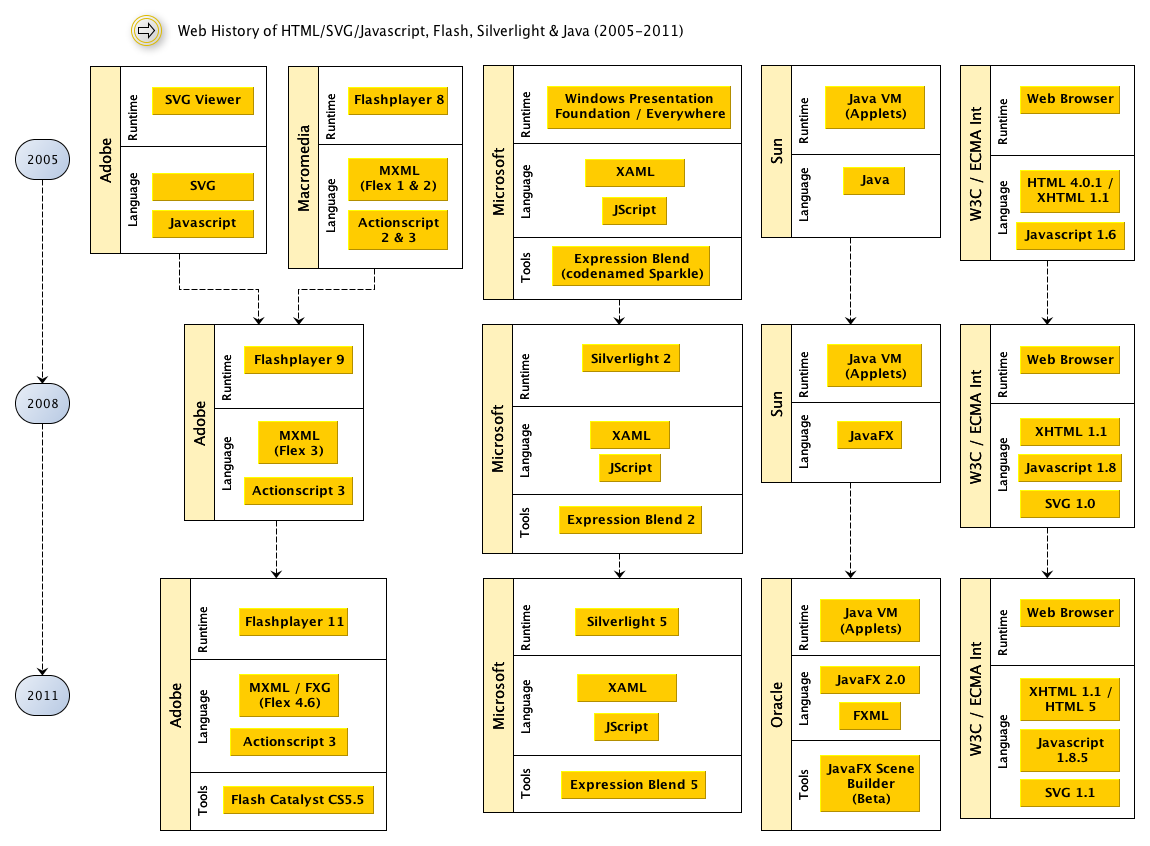 Web History of HTML/SVG/Javascript, Flash, Silverlight & Java (2005-2011)
2005
Adobe
Runtime
SVG Viewer
Language
SVG
Javascript
Macromedia
Runtime
Flashplayer 8
Language
MXML
(Flex 1 & 2)
Actionscript
2 & 3
Microsoft
Runtime
Windows Presentation
Foundation / Everywhere
Language
XAML
JScript
Tools
Expression Blend
(codenamed Sparkle)
Sun
Runtime
Java VM
(Applets)
Language
Java
W3C / ECMA Int
Runtime
Web Browser
Language
HTML 4.0.1 /
XHTML 1.1
Javascript 1.6
2008
Adobe
Runtime
Flashplayer 9
Language
MXML
(Flex 3)
Actionscript 3
Microsoft
Runtime
Silverlight 2
Language
XAML
JScript
Tools
Expression Blend 2
Sun
Runtime
Java VM
(Applets)
Language
JavaFX
W3C / ECMA Int
Runtime
Web Browser
Language
XHTML 1.1
Javascript 1.8
SVG 1.0
2011
Adobe
Runtime
Flashplayer 11
Language
MXML / FXG
(Flex 4.6)
Actionscript 3
Tools
Flash Catalyst CS5.5
Microsoft
Runtime
Silverlight 5
Language
XAML
JScript
Tools
Expression Blend 5
Oracle
Runtime
Java VM
(Applets)
Language
JavaFX 2.0
FXML
Tools
JavaFX Scene
Builder
(Beta)
W3C / ECMA Int
Runtime
Web Browser
Language
XHTML 1.1 /
HTML 5
Javascript
1.8.5
SVG 1.1